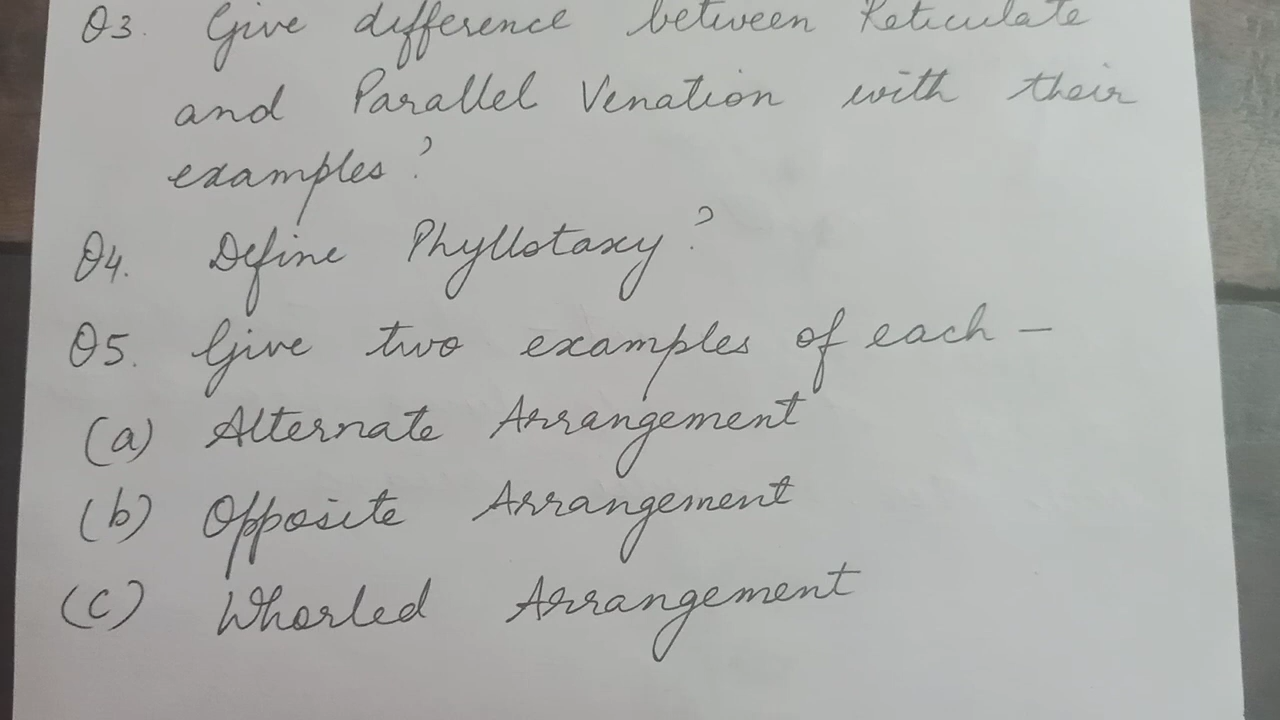 Q3. Give difference between Reticulate
and Parallel Venation with their
examples?
Q4. Define Phyllotaxy?
Q5. Give two examples of each –
(a) Alternate Arrangement
(b) Opposite Arrangement
(c) Whorled Arrangement